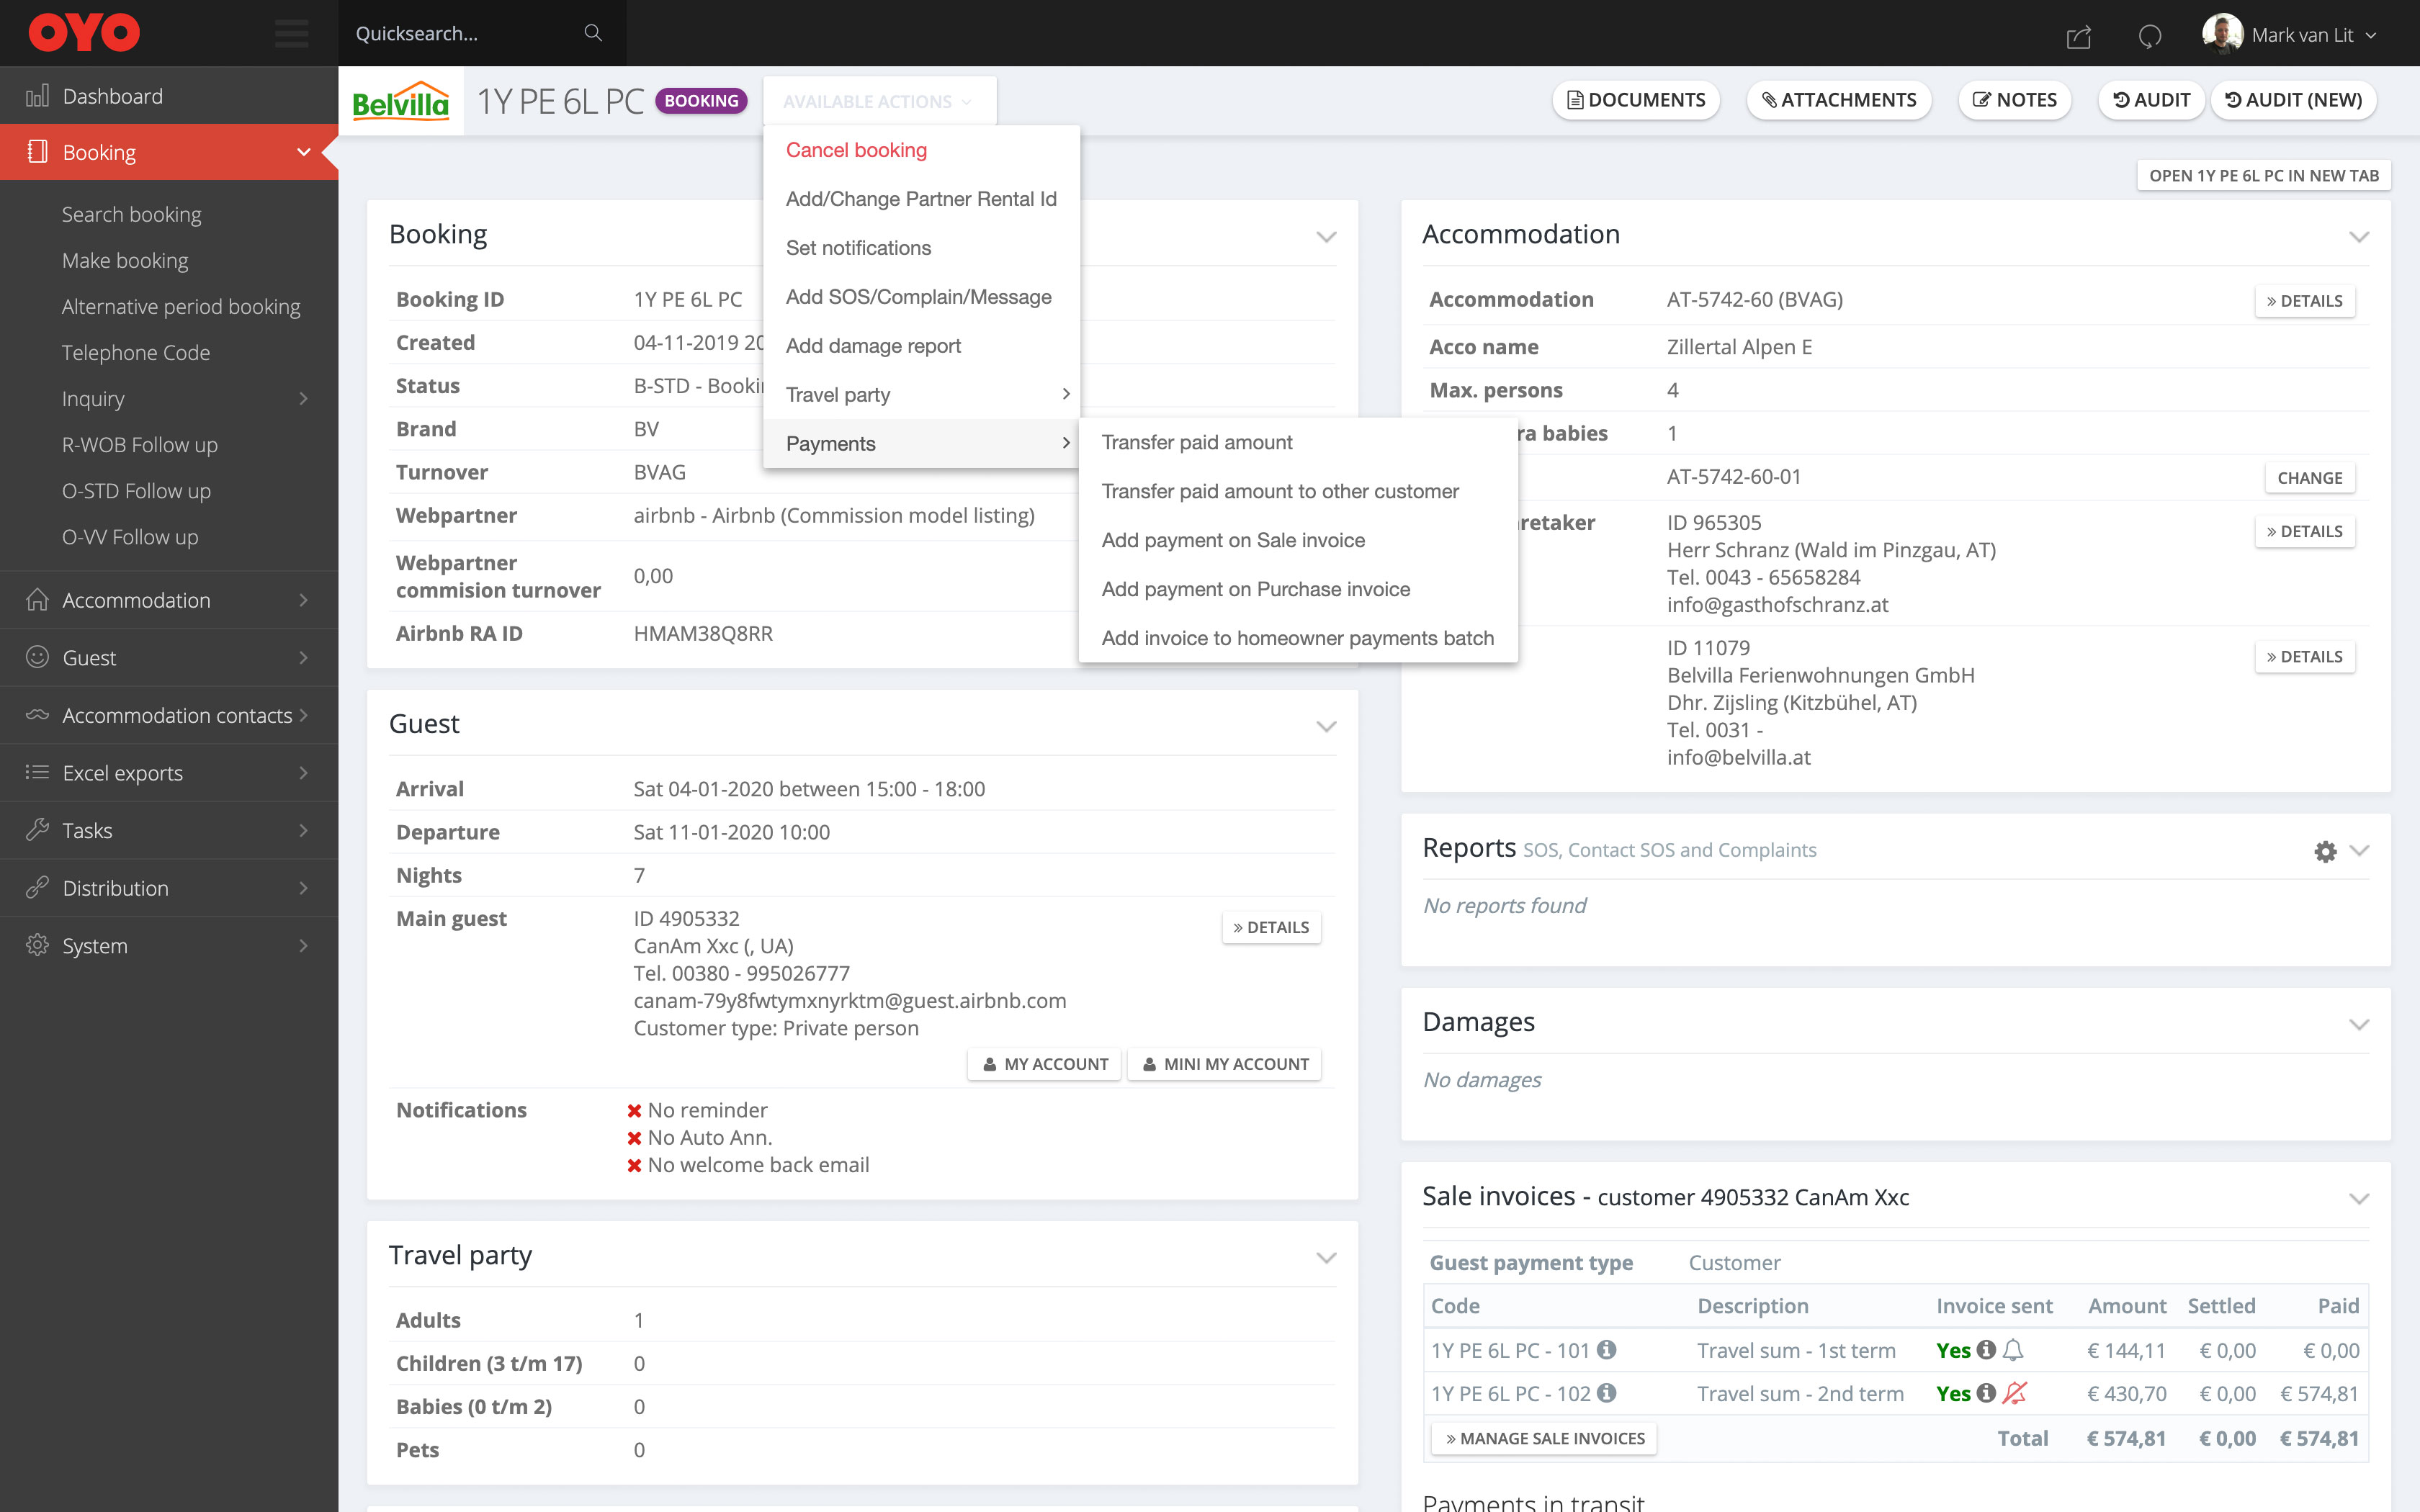 OYO
Quicksearch...
Mark van Lit
Dashboard
Booking
Search booking
Make booking
Alternative period booking
Telephone Code
Inquiry
R-WOB Follow up
O-STD Follow up
O-VV Follow up
Accommodation
Guest
Accommodation contacts
Excel exports
Tasks
Distribution
System
Belvilla
1Y PE 6L PC BOOKING
AVAILABLE ACTIONS
DOCUMENTS
ATTACHMENTS
NOTES
AUDIT
AUDIT (NEW)
OPEN 1Y PE 6L PC IN NEW TAB
Cancel booking
Add/Change Partner Rental Id
Set notifications
Add SOS/Complain/Message
Add damage report
Travel party
Payments
Transfer paid amount
Transfer paid amount to other customer
Add payment on Sale invoice
Add payment on Purchase invoice
Add invoice to homeowner payments batch
Booking
Booking ID 1Y PE 6L PC
Created 04-11-2019 20
Status B-STD -
Brand BV
Turnover BVAG
Webpartner airbnb - Airbnb (Commission model listing)
Webpartner
commision turnover 0,00
Airbnb RA ID HMAM38Q8RR
Guest
Arrival Sat 04-01-2020 between 15:00 - 18:00
Departure Sat 11-01-2020 10:00
Nights 7
Main guest ID 4905332 » DETAILS
CanAm Xxc (, UA)
Tel. 00380 - 995026777
canam-79y8fwtymxnyrktm@guest.airbnb.com
Customer type: Private person
MY ACCOUNT MINI MY ACCOUNT
Notifications No reminder
No Auto Ann.
No welcome back email
Travel party
Adults 1
Children (3 t/m 17) 0
Babies (0 t/m 2) 0
Pets 0
Accommodation
Accommodation AT-5742-60 (BVAG) » DETAILS
Acco name Zillertal Alpen E
Max. persons 4
babies 1
AT-5742-60-01 CHANGE
ID 965305 » DETAILS
Herr Schranz (Wald im Pinzgau, AT)
Tel. 0043 - 65658284
info@gasthofschranz.at
ID 11079 » DETAILS
Belvilla Ferienwohnungen GmbH
Dhr. Zijsling (Kitzbühel, AT)
Tel. 0031 -
info@belvilla.at
Reports SOS, Contact SOS and Complaints
No reports found
Damages
No damages
Sale invoices - customer 4905332 CanAm Xxc
Guest payment type Customer
Code Description Invoice sent Amount Settled Paid
1Y PE 6L PC - 101 Travel sum - 1st term Yes € 144,11 € 0,00 € 0,00
1Y PE 6L PC - 102 Travel sum - 2nd term Yes € 430,70 € 0,00 € 574,81
» MANAGE SALE INVOICES Total € 574,81 € 0,00 € 574,81
Payments in transit